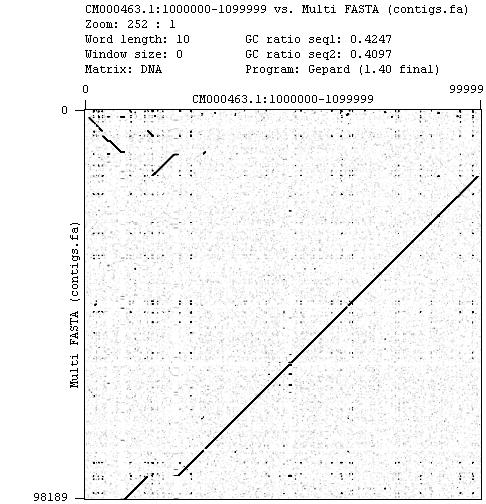 CM000463.1:1000000-1099999 vs. Multi FASTA (contigs.fa)
Zoom: 252 : 1
Word length: 10 GC ratio seq1: 0.4247
Window size: 0 GC ratio seq2: 0.4097
Matrix: DNA Program: Gepard (1.40 final)
0 99999
CM000463.1:1000000-1099999
0
Multi FASTA (contigs.fa)
98189